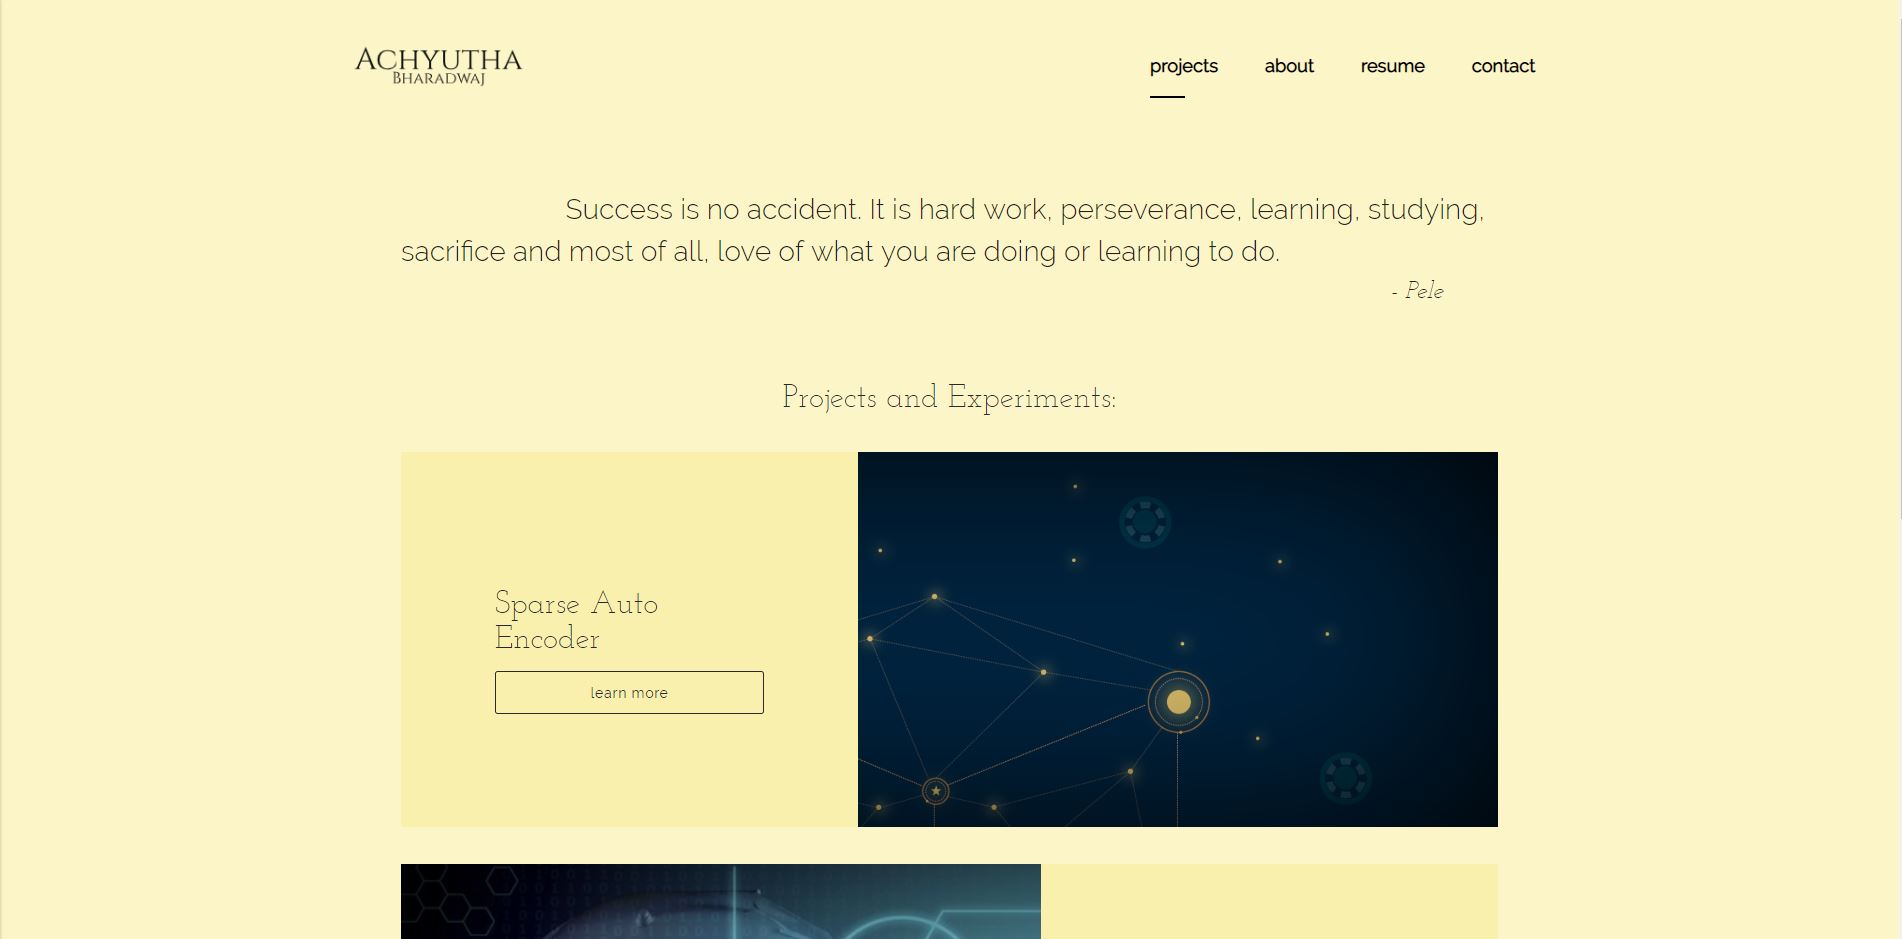 ACHYUTHA
BHARADWAJ
projects about resume contact
Success is no accident. It is hard work, perseverance, learning, studying,
sacrifice and most of all, love of what you are doing or learning to do.
- Pele
Projects and Experiments:
Sparse Auto
Encoder
learn more